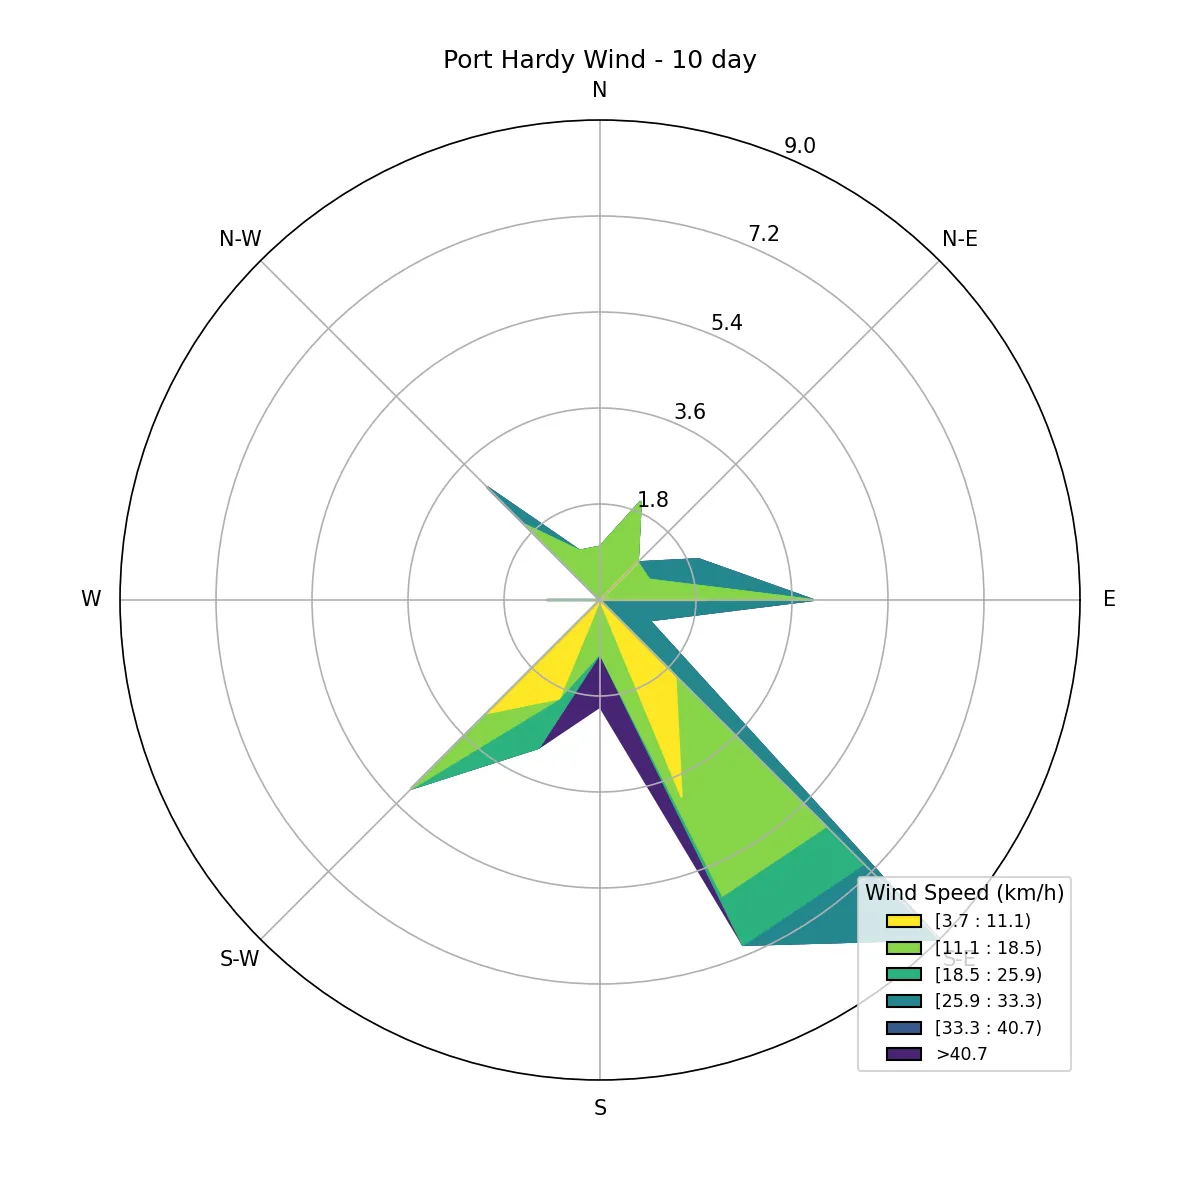 Port Hardy Wind - 10 day
N
9.0
7.2
N-W
N-E
5.4
3.6
1.8
W
E
S-W
S-E
Wind Speed (km/h)
[3.7 : 11.1)
[11.1 : 18.5)
[18.5 : 25.9)
[25.9 : 33.3)
[33.3 : 40.7)
>40.7
S